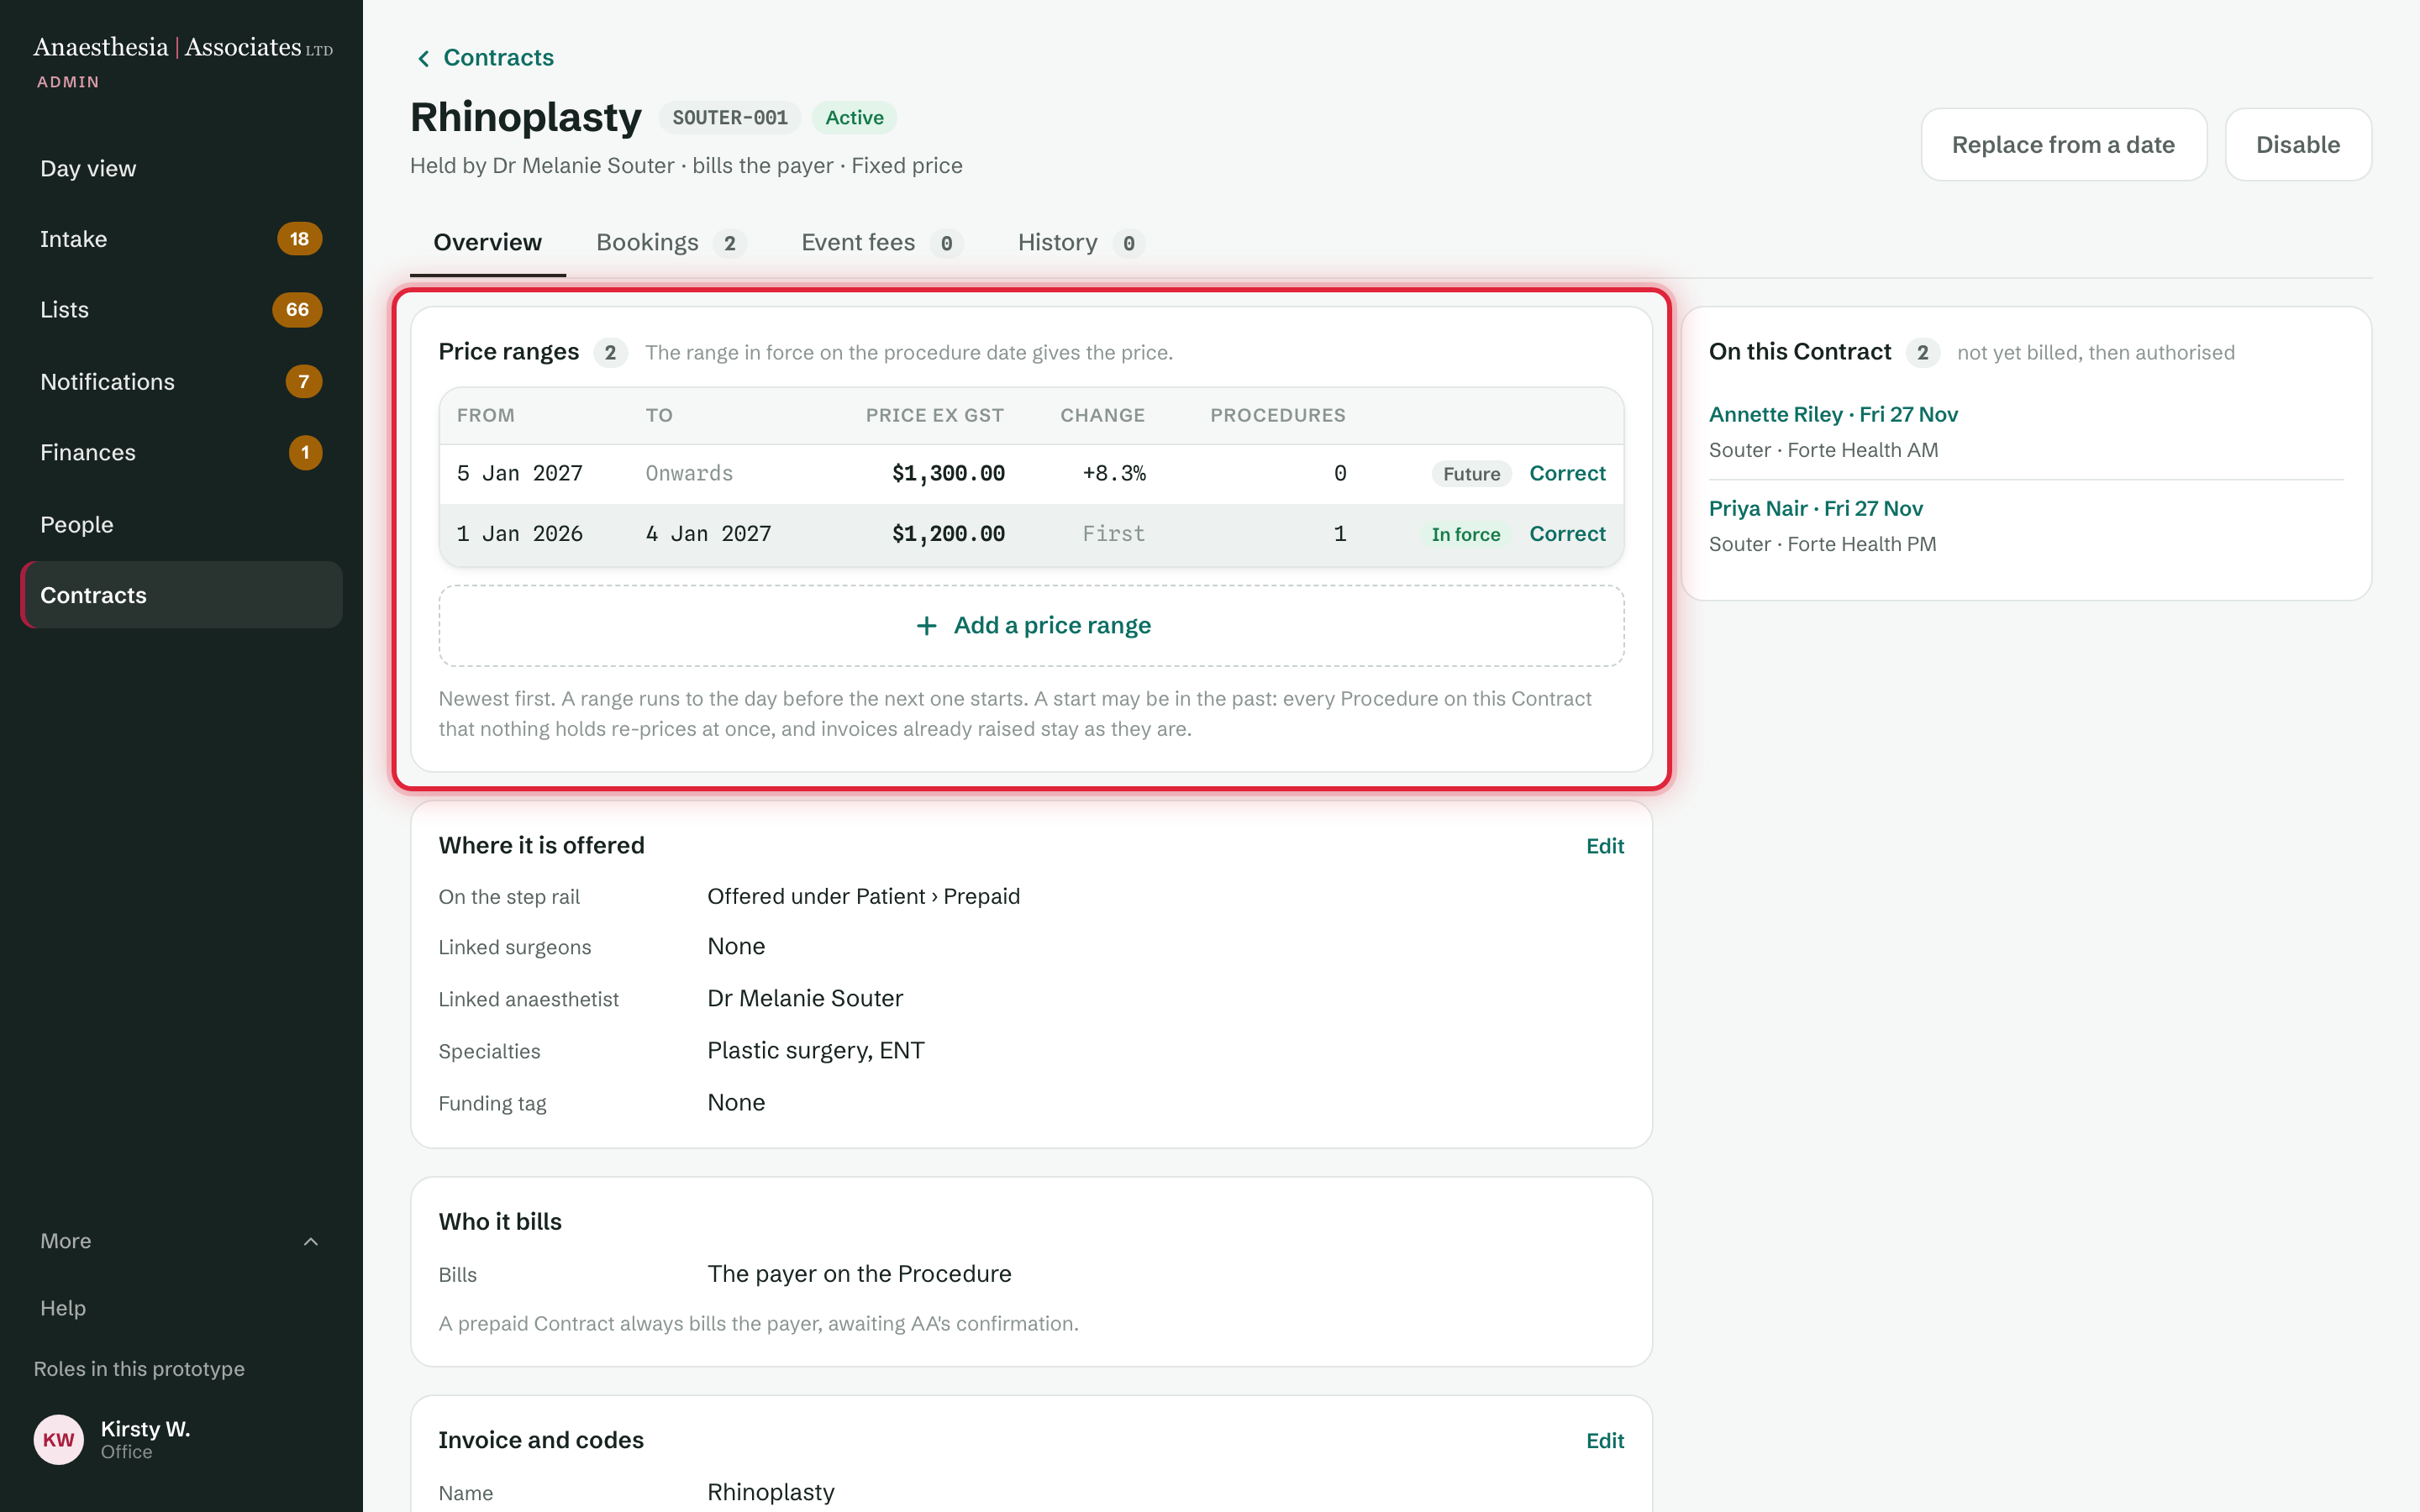 Anaesthesia | Associates LTD
ADMIN
Day view
Intake 18
Lists 66
Notifications 7
Finances 1
People
Contracts
More
Help
Roles in this prototype
KW
Kirsty W.
Office
Contracts
Rhinoplasty SOUTER-001 Active
Held by Dr Melanie Souter · bills the payer · Fixed price
Replace from a date
Disable
Overview Bookings 2 Event fees 0 History 0
Price ranges 2 The range in force on the procedure date gives the price.
FROM TO PRICE EX GST CHANGE PROCEDURES
5 Jan 2027 Onwards $1,300.00 +8.3% 0 Future Correct
1 Jan 2026 4 Jan 2027 $1,200.00 First 1 In force Correct
+ Add a price range
Newest first. A range runs to the day before the next one starts. A start may be in the past: every Procedure on this Contract
that nothing holds re-prices at once, and invoices already raised stay as they are.
On this Contract 2 not yet billed, then authorised
Annette Riley · Fri 27 Nov
Souter · Forte Health AM
Priya Nair · Fri 27 Nov
Souter · Forte Health PM
Where it is offered Edit
On the step rail Offered under Patient › Prepaid
Linked surgeons None
Linked anaesthetist Dr Melanie Souter
Specialties Plastic surgery, ENT
Funding tag None
Who it bills
Bills The payer on the Procedure
A prepaid Contract always bills the payer, awaiting AA's confirmation.
Invoice and codes Edit
Name Rhinoplasty